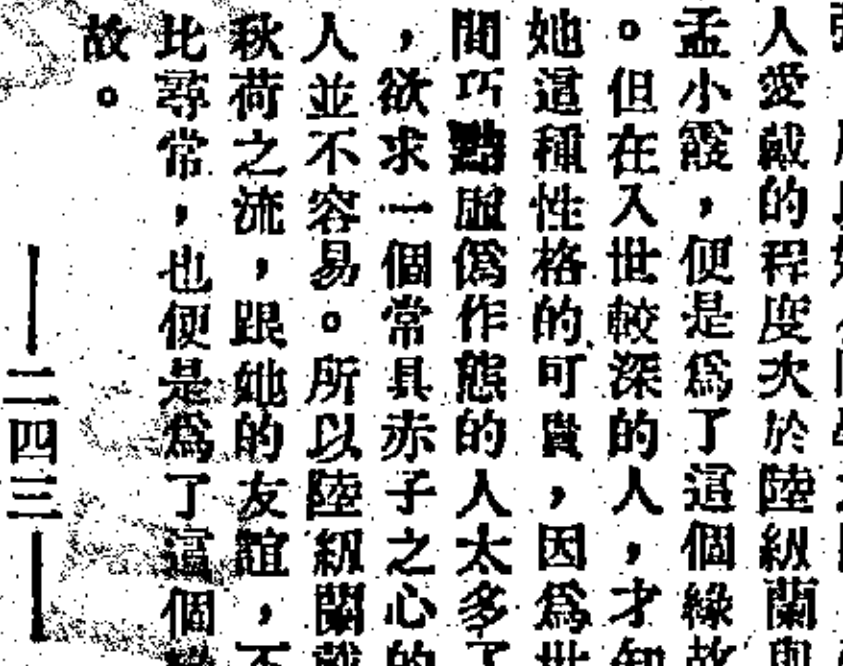 人愛戴的程度次於陸紉蘭與
孟小霞，便是爲了這個緣故
。但在入世較深的人，才知
她這種性格的可貴，因爲世
間巧黠虛僞作態的人太多了
，欲求一個常具赤子之心的
人並不容易。所以陸紉蘭戴
秋荷之流，跟她的友誼，不
比尋常，也便是爲了這個
故。
——二四三——